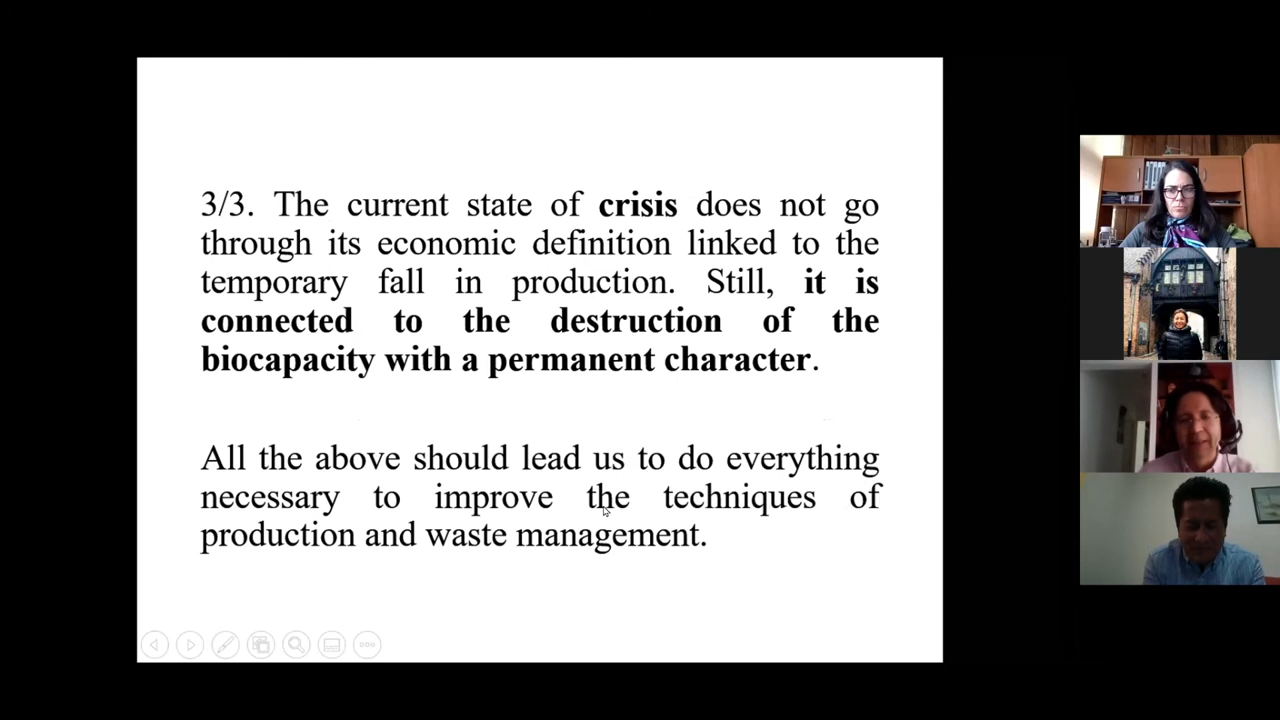 3/3. The current state of crisis does not go
through its economic definition linked to the
temporary fall in production. Still, it is
connected to the destruction of the
biocapacity with a permanent character.
All the above should lead us to do everything
necessary to improve the techniques of
production and waste management.